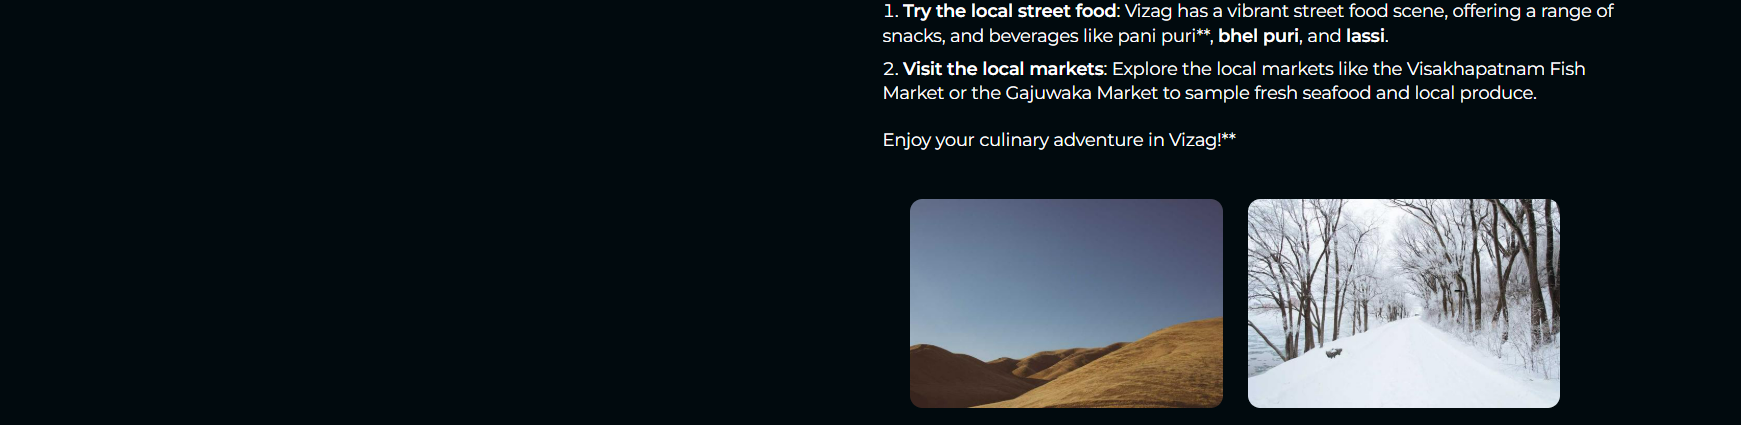 1. Try the local street food: Vizag has a vibrant street food scene, offering a range of
snacks, and beverages like pani puri**, bhel puri, and lassi.
2. Visit the local markets: Explore the local markets like the Visakhapatnam Fish
Market or the Gajuwaka Market to sample fresh seafood and local produce.
Enjoy your culinary adventure in Vizag!**